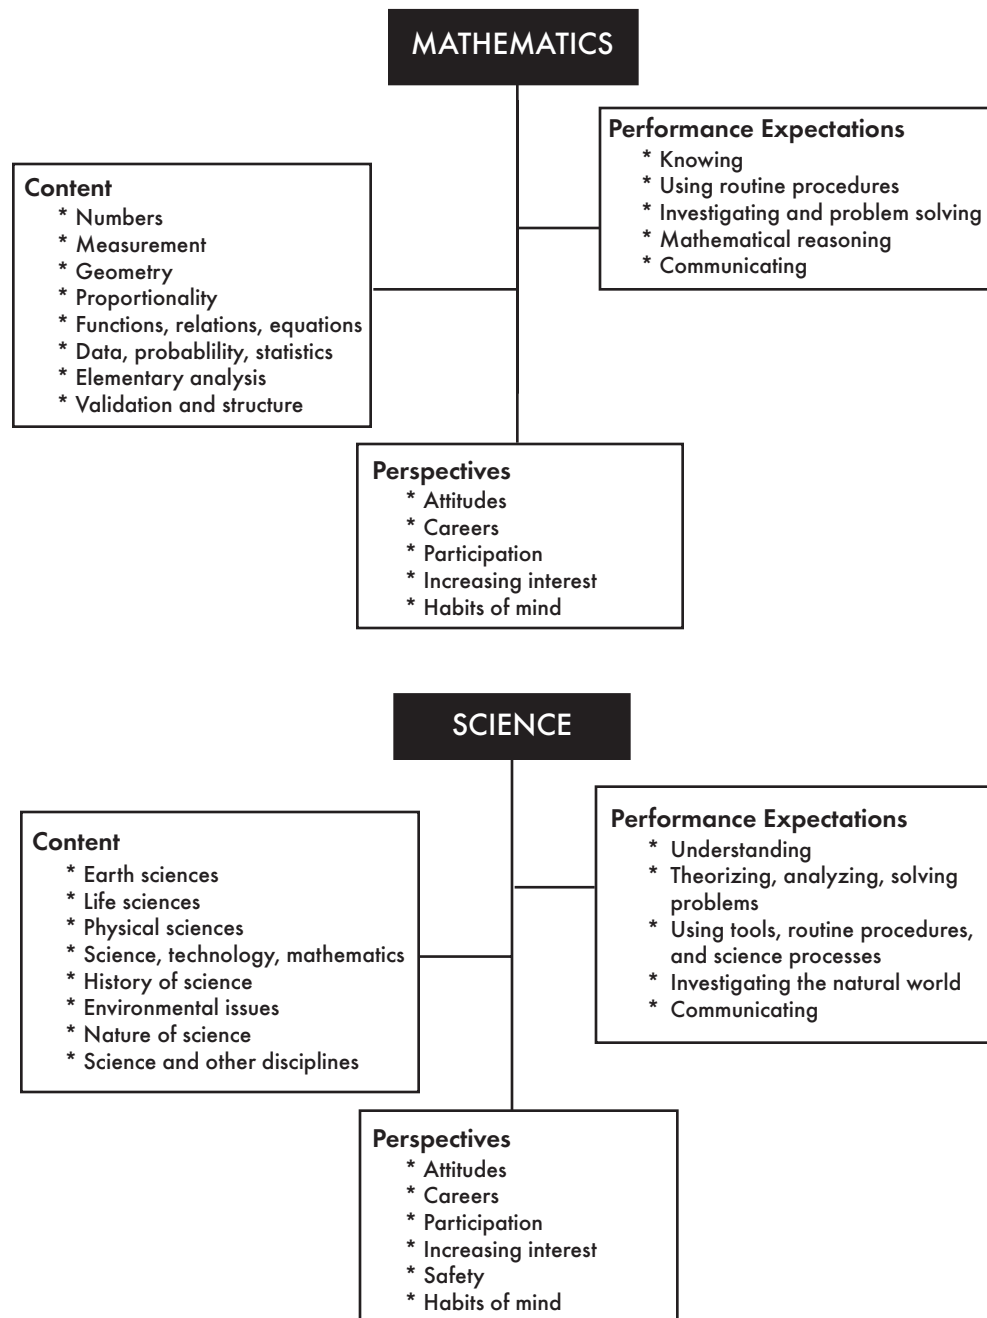 MATHEMATICS
Performance Expectations
* Knowing
* Using routine procedures
* Investigating and problem solving
* Mathematical reasoning
* Communicating
Content
* Numbers
* Measurement
* Geometry
* Proportionality
* Functions, relations, equations
* Data, probablility, statistics
* Elementary analysis
* Validation and structure
Perspectives
* Attitudes
* Careers
* Participation
* Increasing interest
* Habits of mind
SCIENCE
Performance Expectations
* Understanding
* Theorizing, analyzing, solving
problems
* Using tools, routine procedures,
and science processes
* Investigating the natural world
* Communicating
Content
* Earth sciences
* Life sciences
* Physical sciences
* Science, technology, mathematics
* History of science
* Environmental issues
* Nature of science
* Science and other disciplines
Perspectives
* Attitudes
* Careers
* Participation
* Increasing interest
* Safety
* Habits of mind